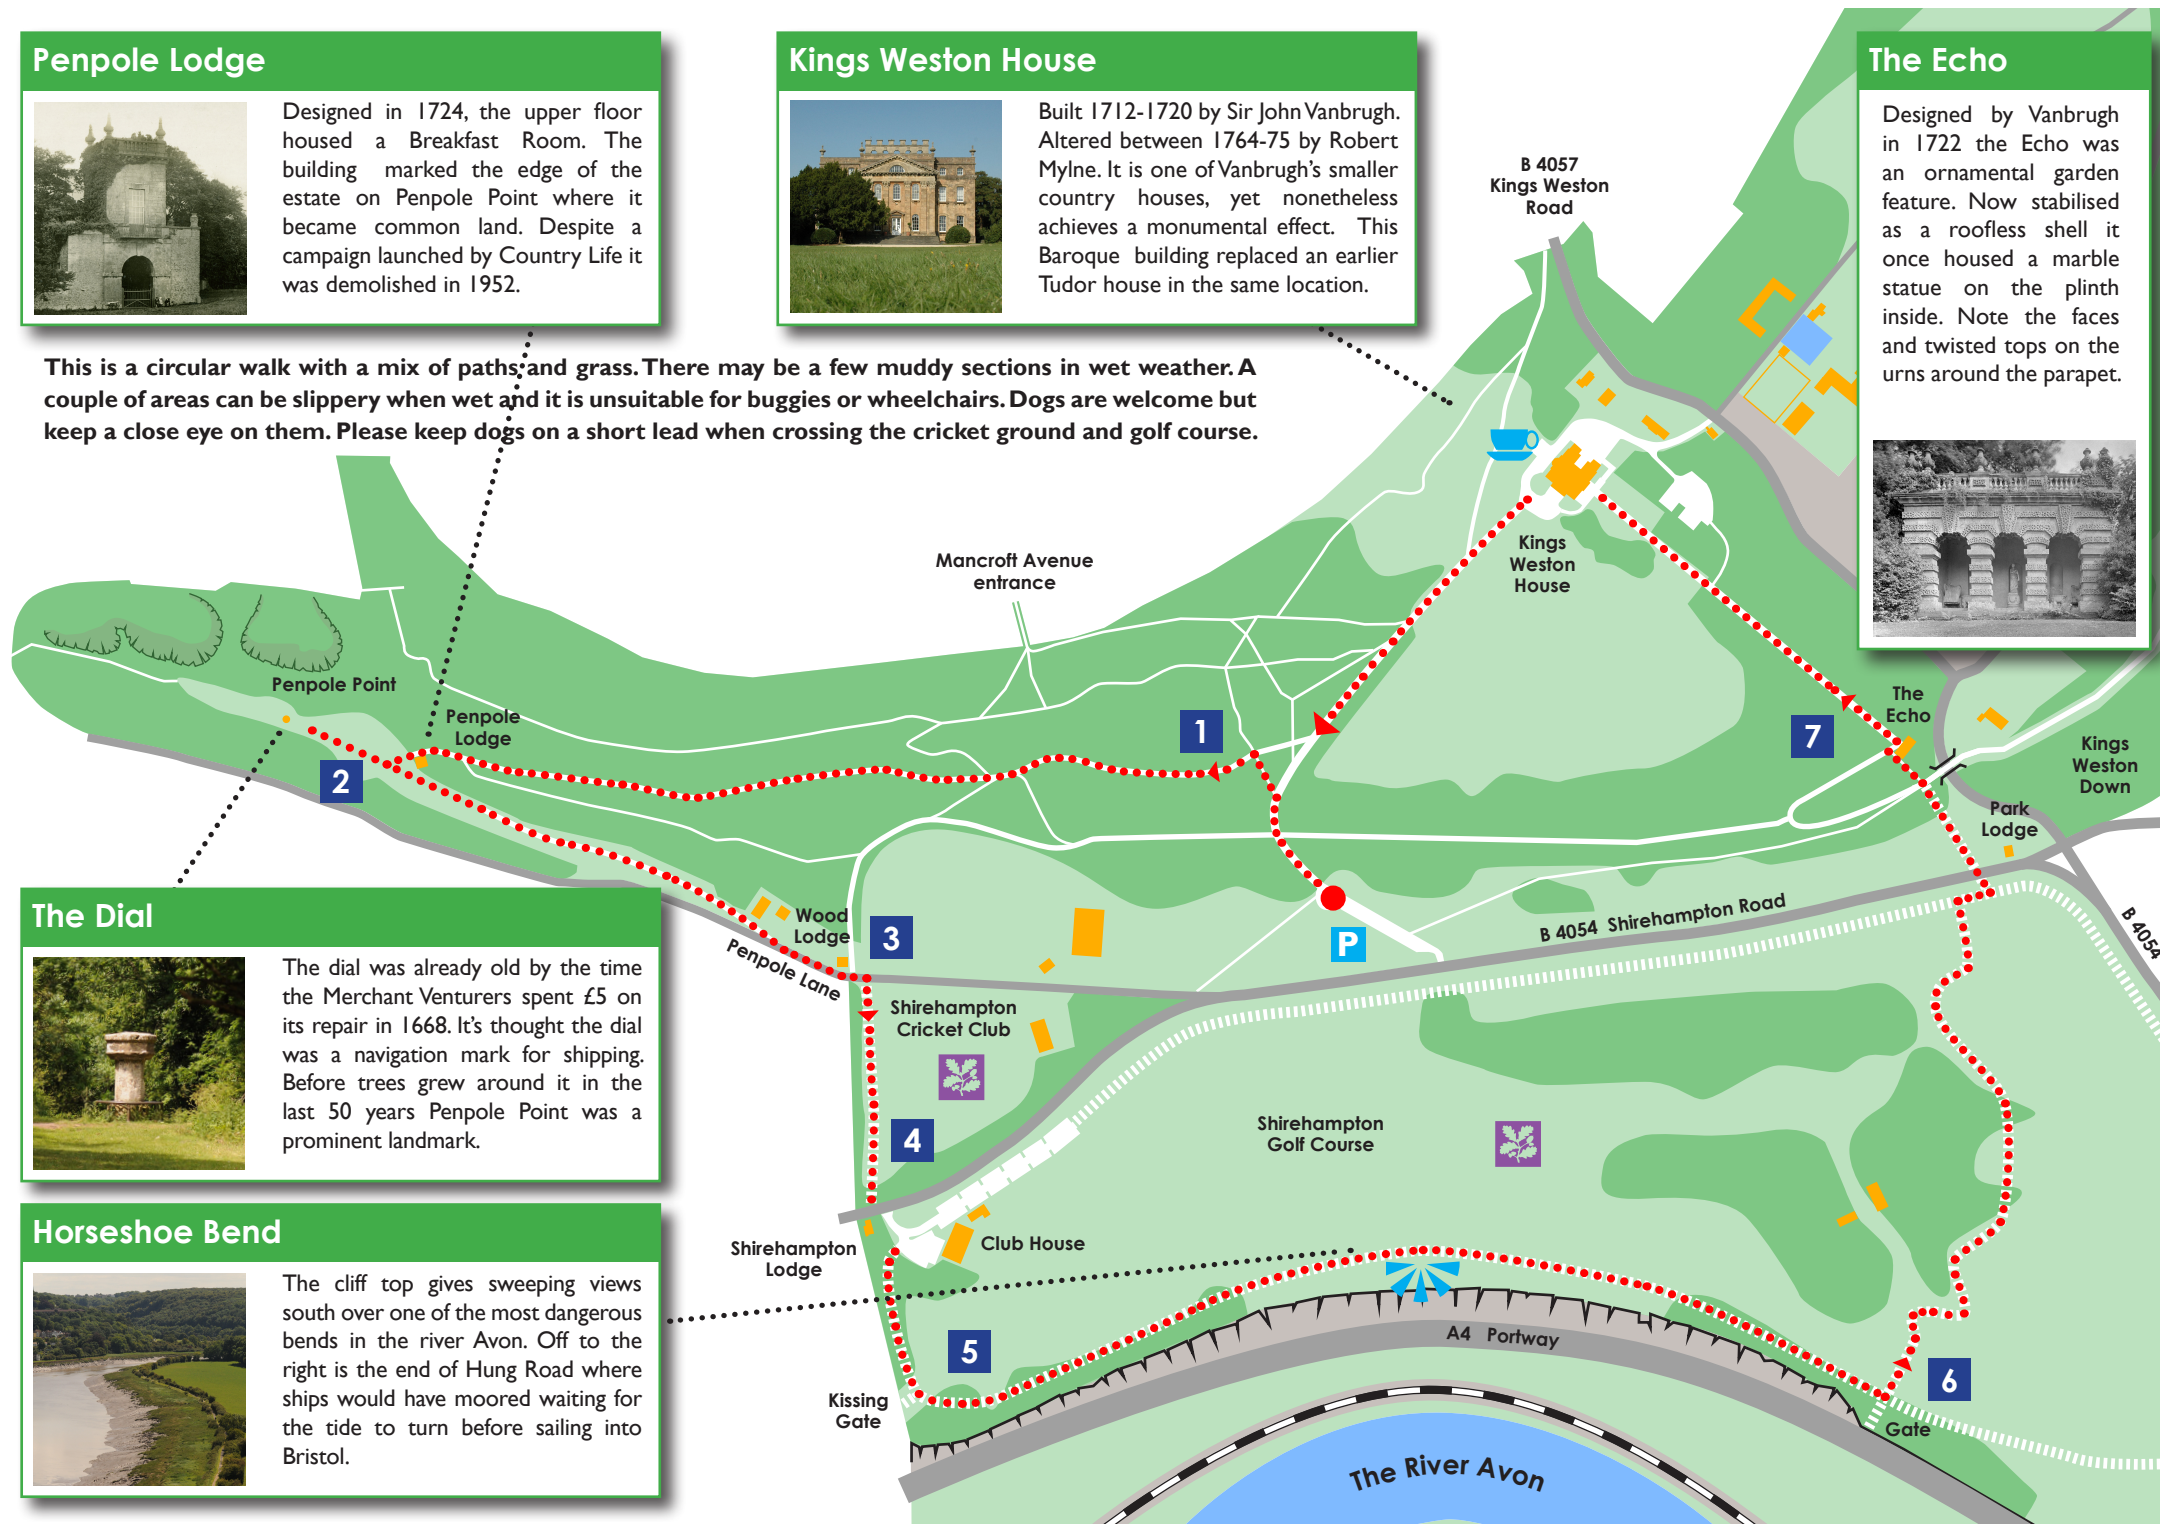 Penpole Lodge
Designed in 1724, the upper floor
housed a Breakfast Room. The
building marked the edge of the
estate on Penpole Point where it
became common land. Despite a
campaign launched by Country Life it
was demolished in 1952.
Kings Weston House
Built 1712-1720 by Sir John Vanbrugh.
Altered between 1764-75 by Robert
Mylne. It is one of Vanbrugh's smaller
country houses, yet nonetheless
achieves a monumental effect. This
Baroque building replaced an earlier
Tudor house in the same location.
The Echo
Designed by Vanbrugh
in 1722 the Echo was
an ornamental garden
feature. Now stabilised
as a roofless shell it
once housed a marble
statue on the plinth
inside. Note the faces
and twisted tops on the
urns around the parapet.
B 4057
Kings Weston
Road
This is a circular walk with a mix of paths and grass. There may be a few muddy sections in wet weather. A
couple of areas can be slippery when wet and it is unsuitable for buggies or wheelchairs. Dogs are welcome but
keep a close eye on them. Please keep dogs on a short lead when crossing the cricket ground and golf course.
Kings
Weston
House
Mancroft Avenue
entrance
Penpole Point
Penpole
Lodge
1
2
The
Echo
7
Kings
Weston
Down
Park
Lodge
The Dial
The dial was already old by the time
the Merchant Venturers spent £5 on
its repair in 1668. It's thought the dial
was a navigation mark for shipping.
Before trees grew around it in the
last 50 years Penpole Point was a
prominent landmark.
Wood
Lodge
3
Penpole Lane
P
B 4054 Shirehampton Road
B 4054
Shirehampton
Cricket Club
4
Shirehampton
Golf Course
Horseshoe Bend
The cliff top gives sweeping views
south over one of the most dangerous
bends in the river Avon. Off to the
right is the end of Hung Road where
ships would have moored waiting for
the tide to turn before sailing into
Bristol.
Shirehampton
Lodge
Club House
5
A4 Portway
Kissing
Gate
6
Gate
The River Avon